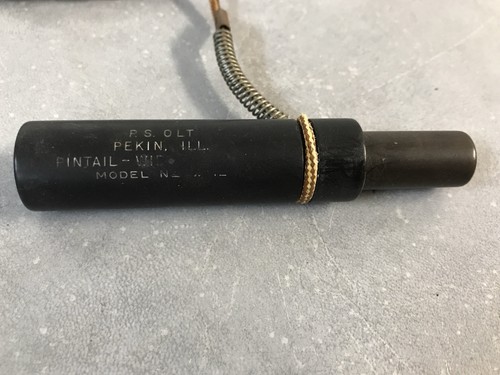 P.S. OLT
PEKIN, ILL.
PINTAIL-
MODEL